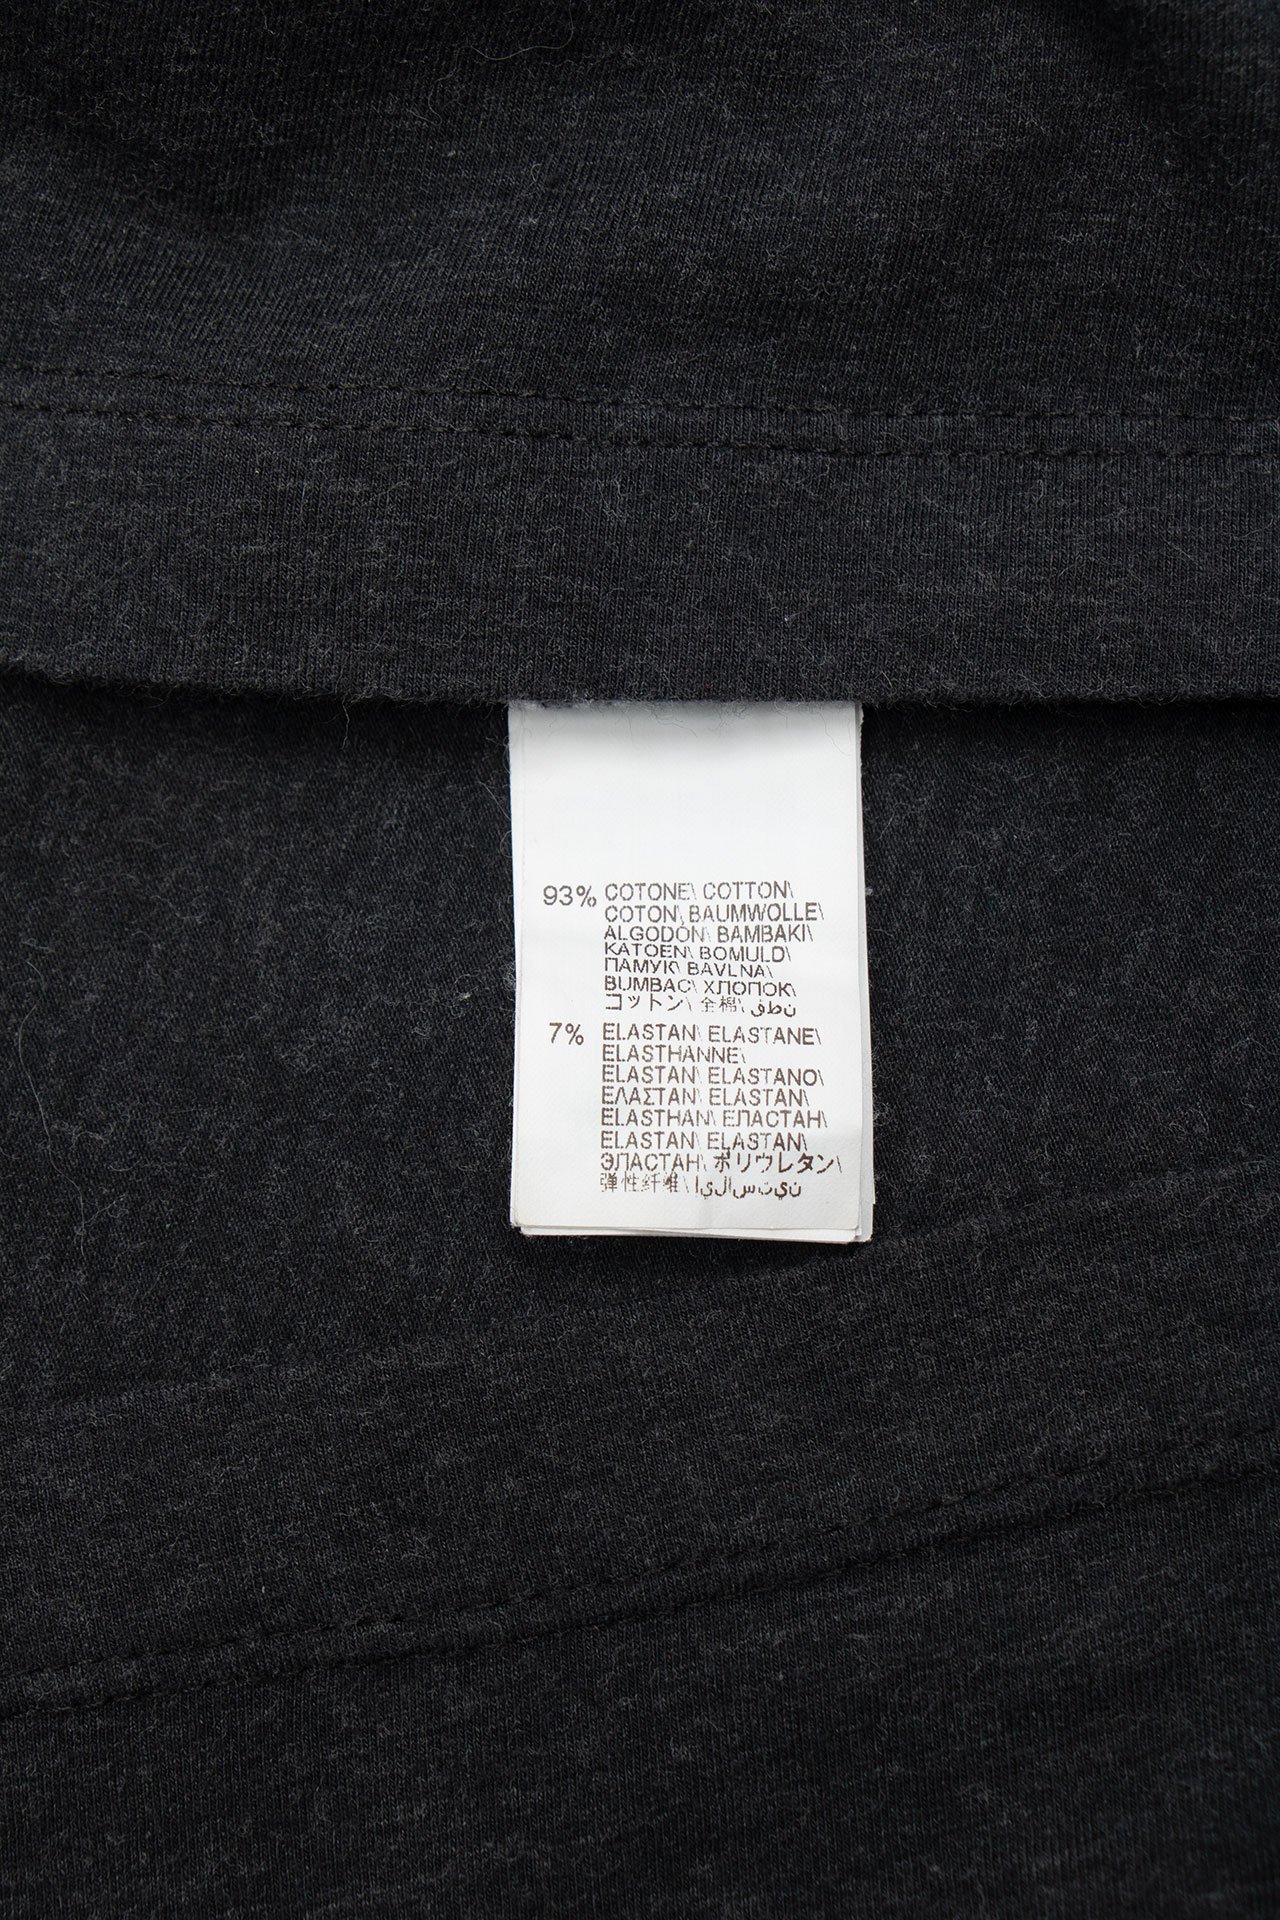 93% COTONE\ COTTON\
COTON\ BAUMWOLLE\
ALGODÓN\ BAMBAKI\
KATOEN\ BOMULD\
ПАМУК\ BAVLNA\
BUMBAC\ ХЛОПОК\
コットン\ 全棉\ قطن
7% ELASTAN\ ELASTANE\
ELASTHANNE\
ELASTAN\ ELASTANO\
ΕΛΑΣΤΑΝ\ ELASTAN\
ELASTHAN\ ЕЛАСТАН\
ELASTAN\ ELASTAN\
ЭЛАСТАН\ ポリウレタン\
弾性纤维\ إيلاستين